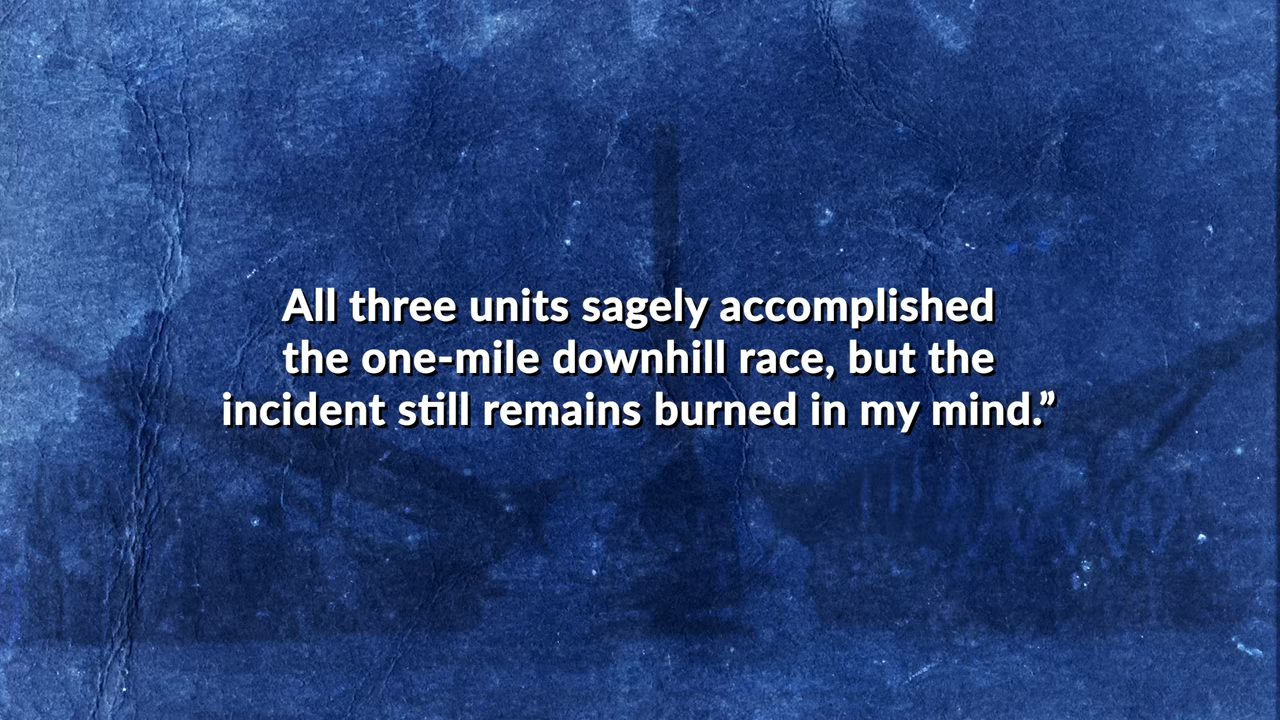 All three units sagely accomplished
the one-mile downhill race, but the
incident still remains burned in my mind.”